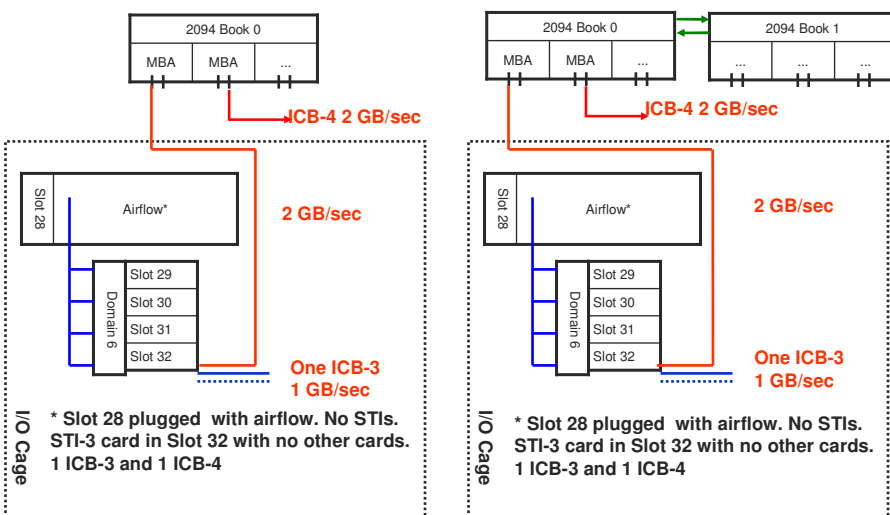 2094 Book 0
MBA
MBA
...
ICB-4 2 GB/sec
Slot 28
Airflow*
2 GB/sec
Domain 6
Slot 29
Slot 30
Slot 31
Slot 32
One ICB-3
1 GB/sec
I/O Cage
* Slot 28 plugged with airflow. No STIs.
STI-3 card in Slot 32 with no other cards.
1 ICB-3 and 1 ICB-4
2094 Book 0
MBA
MBA
...
2094 Book 1
...
...
...
ICB-4 2 GB/sec
Slot 28
Airflow*
2 GB/sec
Domain 6
Slot 29
Slot 30
Slot 31
Slot 32
One ICB-3
1 GB/sec
I/O Cage
* Slot 28 plugged with airflow. No STIs.
STI-3 card in Slot 32 with no other cards.
1 ICB-3 and 1 ICB-4